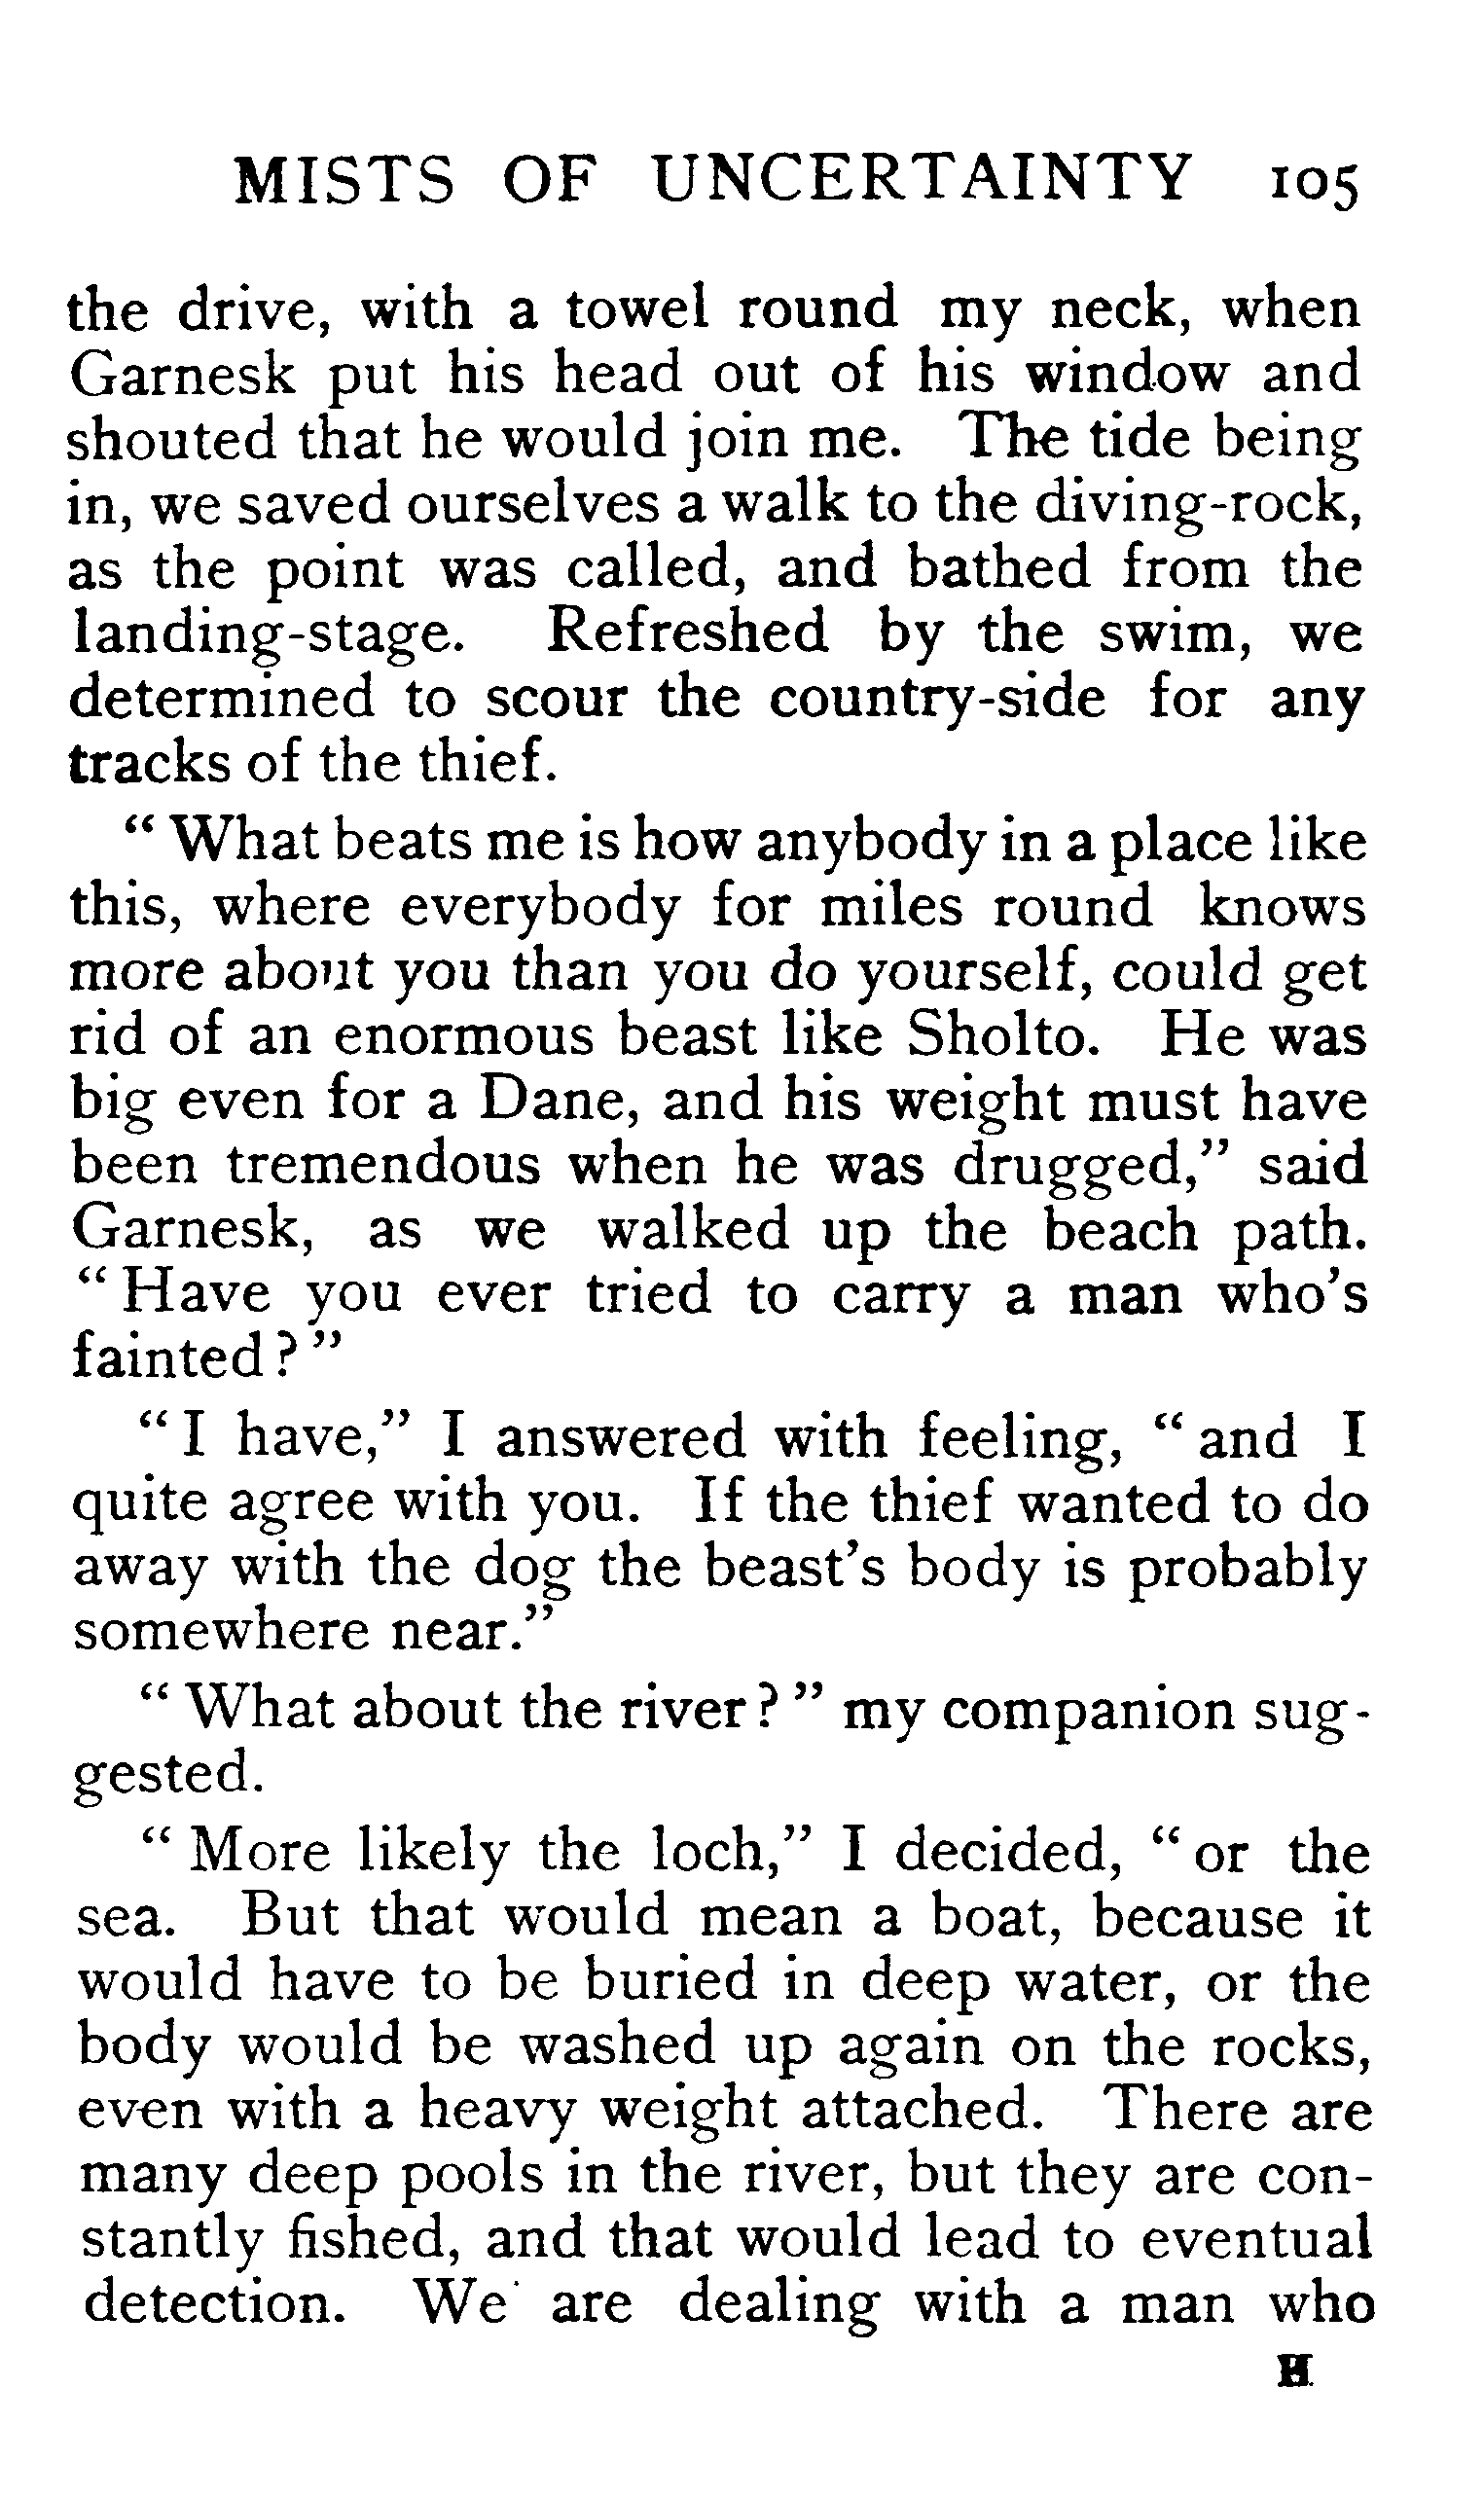 MISTS OF UNCERTAINTY 105
the drive, with a towel round my neck, when
Garnesk put his head out of his window and
shouted that he would join me. The tide being
in, we saved ourselves a walk to the diving-rock,
as the point was called, and bathed from the
landing-stage. Refreshed by the swim, we
determined to scour the country-side for any
tracks of the thief.
“ What beats me is how anybody in a place like
this, where everybody for miles round knows
more about you than you do yourself, could get
rid of an enormous beast like Sholto. He was
big even for a Dane, and his weight must have
been tremendous when he was drugged,” said
Garnesk, as we walked up the beach path.
“ Have you ever tried to carry a man who’s
fainted ? ”
“ I have,” I answered with feeling, “ and I
quite agree with you. If the thief wanted to do
away with the dog the beast’s body is probably
somewhere near.”
“ What about the river ? ” my companion sug-
gested.
“ More likely the loch,” I decided, “ or the
sea. But that would mean a boat, because it
would have to be buried in deep water, or the
body would be washed up again on the rocks,
even with a heavy weight attached. There are
many deep pools in the river, but they are con-
stantly fished, and that would lead to eventual
detection. We are dealing with a man who
H